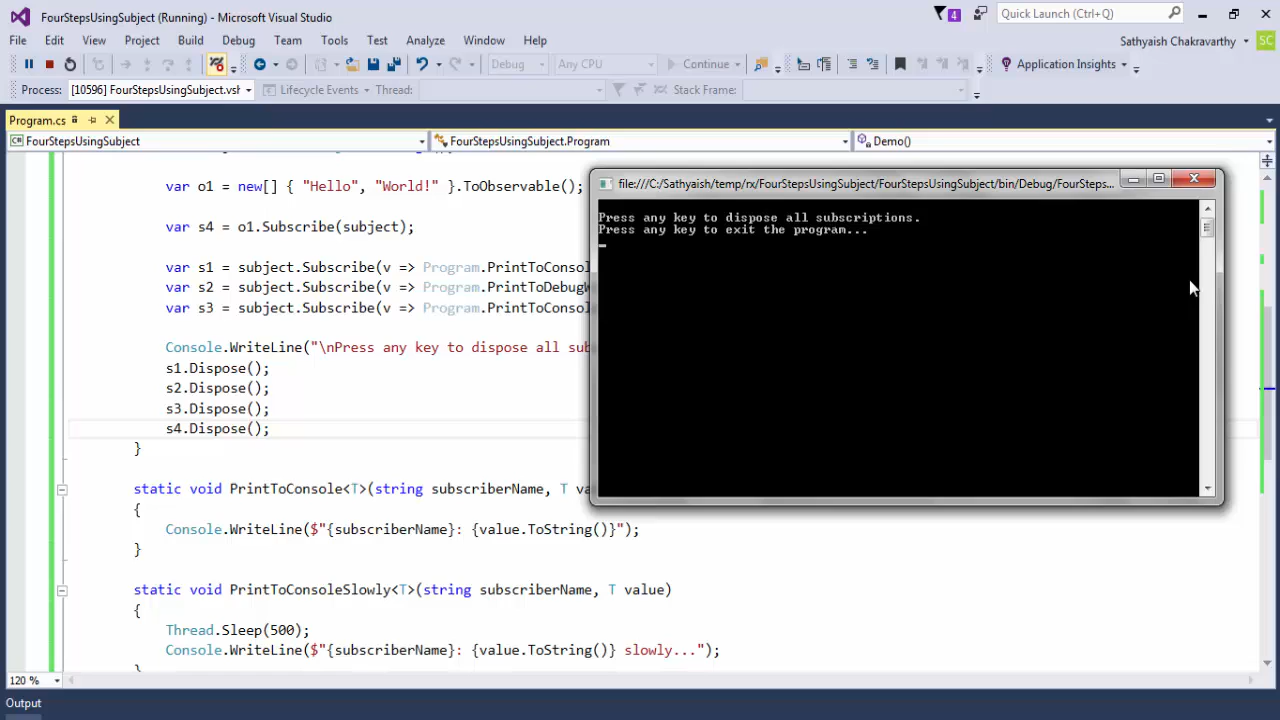 FourStepsUsingSubject (Running) - Microsoft Visual Studio
4
Quick Launch (Ctrl+Q)
File Edit View Project Build Debug Team Tools Test Analyze Window Help
Sathyaish Chakravarthy
SC
Debug Any CPU Continue Application Insights
Process: [10596] FourStepsUsingSubject.vsh Lifecycle Events Thread: Stack Frame:
Program.cs
FourStepsUsingSubject FourStepsUsingSubject.Program Demo()
var o1 = new[] { "Hello", "World!" }.ToObservable();
var s4 = o1.Subscribe(subject);
var s1 = subject.Subscribe(v => Program.PrintToConsol
var s2 = subject.Subscribe(v => Program.PrintToDebugW
var s3 = subject.Subscribe(v => Program.PrintToConsol
Console.WriteLine("\nPress any key to dispose all sub
s1.Dispose();
s2.Dispose();
s3.Dispose();
s4.Dispose();
}
static void PrintToConsole<T>(string subscriberName, T va
{
Console.WriteLine($"{subscriberName}: {value.ToString()}");
}
static void PrintToConsoleSlowly<T>(string subscriberName, T value)
{
Thread.Sleep(500);
Console.WriteLine($"{subscriberName}: {value.ToString()} slowly...");
}
file:///C:/Sathyaish/temp/rx/FourStepsUsingSubject/FourStepsUsingSubject/bin/Debug/FourSteps...
Press any key to dispose all subscriptions.
Press any key to exit the program...
120 %
Output